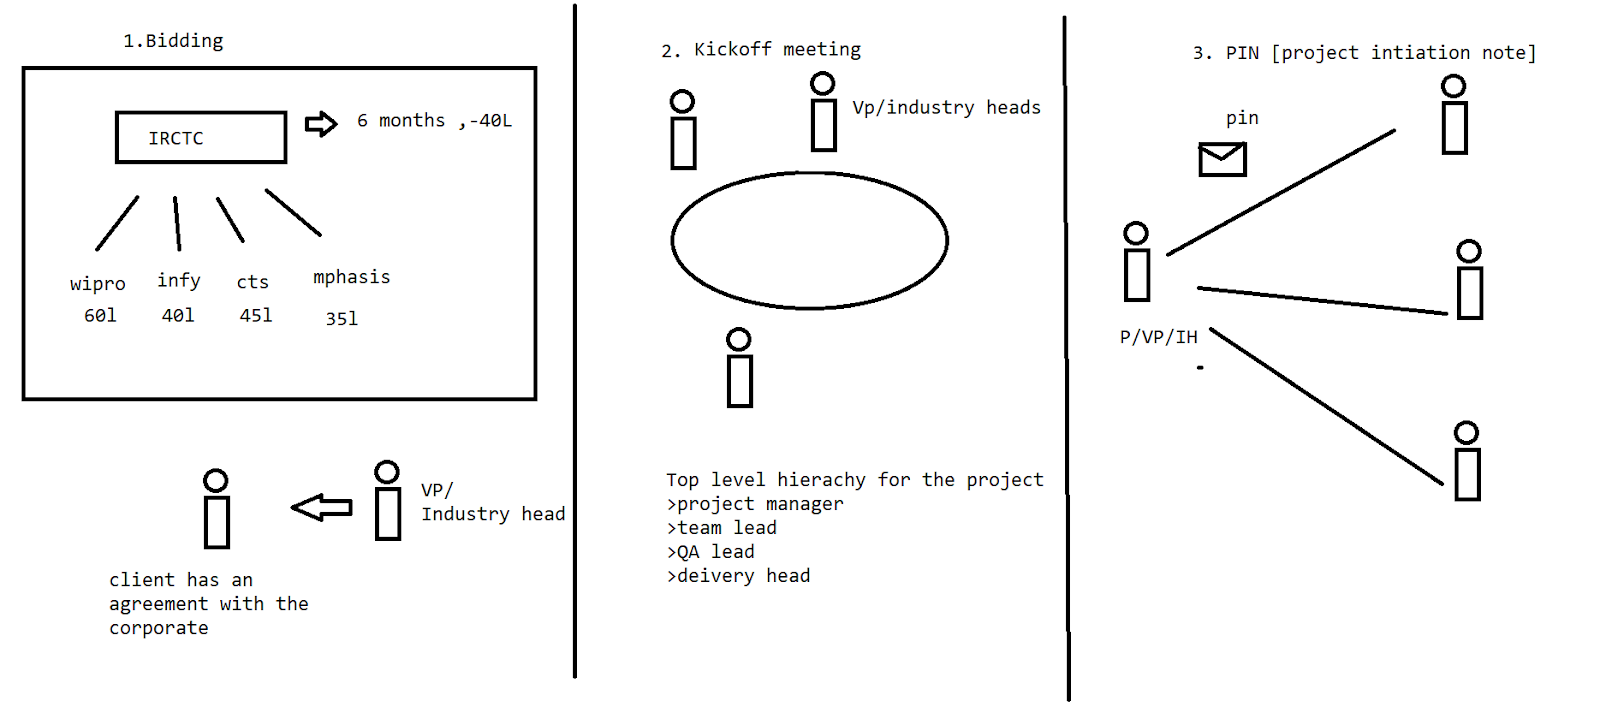 1.Bidding
IRCTC
6 months ,-40L
wipro infy cts mphasis
60l 40l 45l 35l
VP/
Industry head
client has an
agreement with the
corporate
2. Kickoff meeting
Vp/industry heads
Top level hierachy for the project
>project manager
>team lead
>QA lead
>deivery head
3. PIN [project intiation note]
pin
P/VP/IH